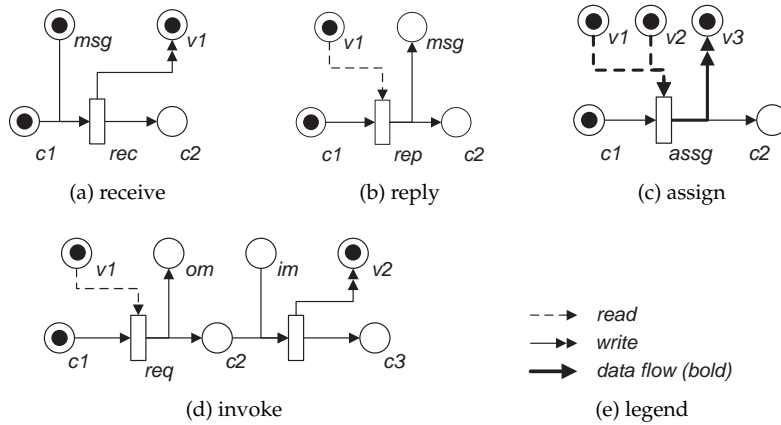 msg
v1
c1
rec
c2
(a) receive
v1
msg
c1
rep
c2
(b) reply
v1
v2
v3
c1
assg
c2
(c) assign
v1
om
im
v2
c1
req
c2
c3
(d) invoke
read
write
data flow (bold)
(e) legend